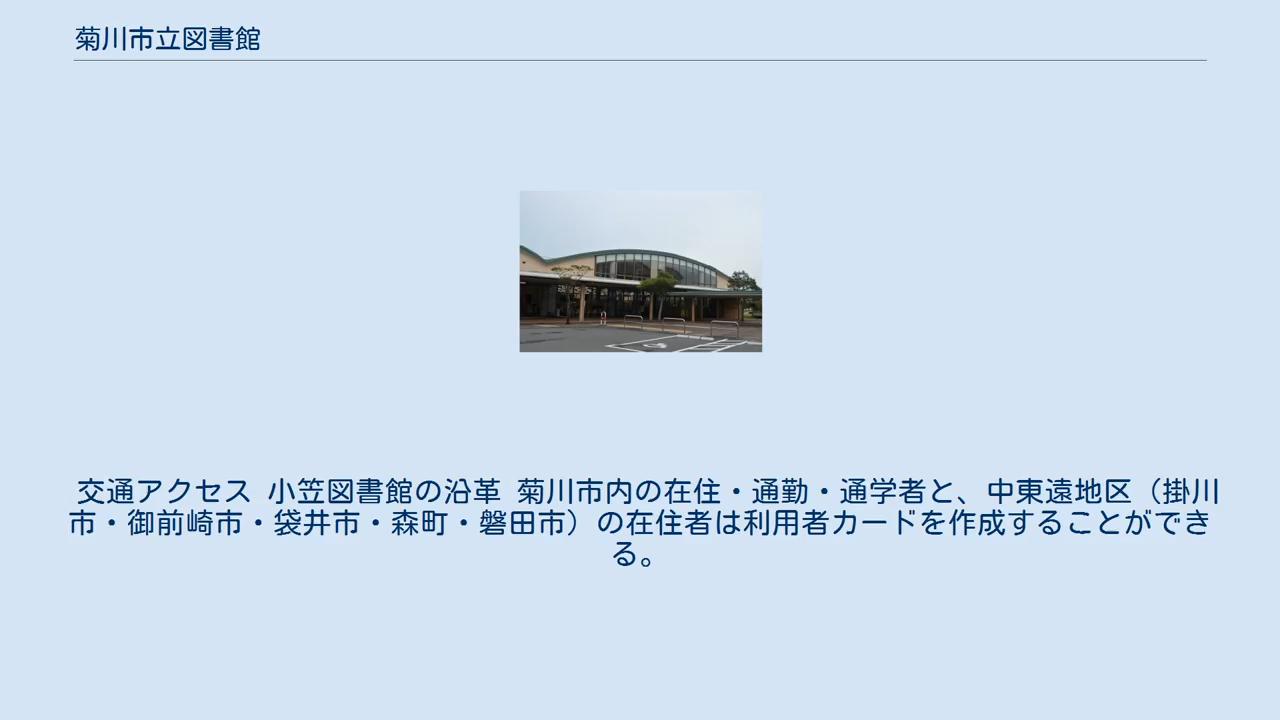 菊川市立図書館
交通アクセス 小笠図書館の沿革 菊川市内の在住・通勤・通学者と、中東遠地区（掛川
市・御前崎市・袋井市・森町・磐田市）の在住者は利用者カードを作成することができ
る。